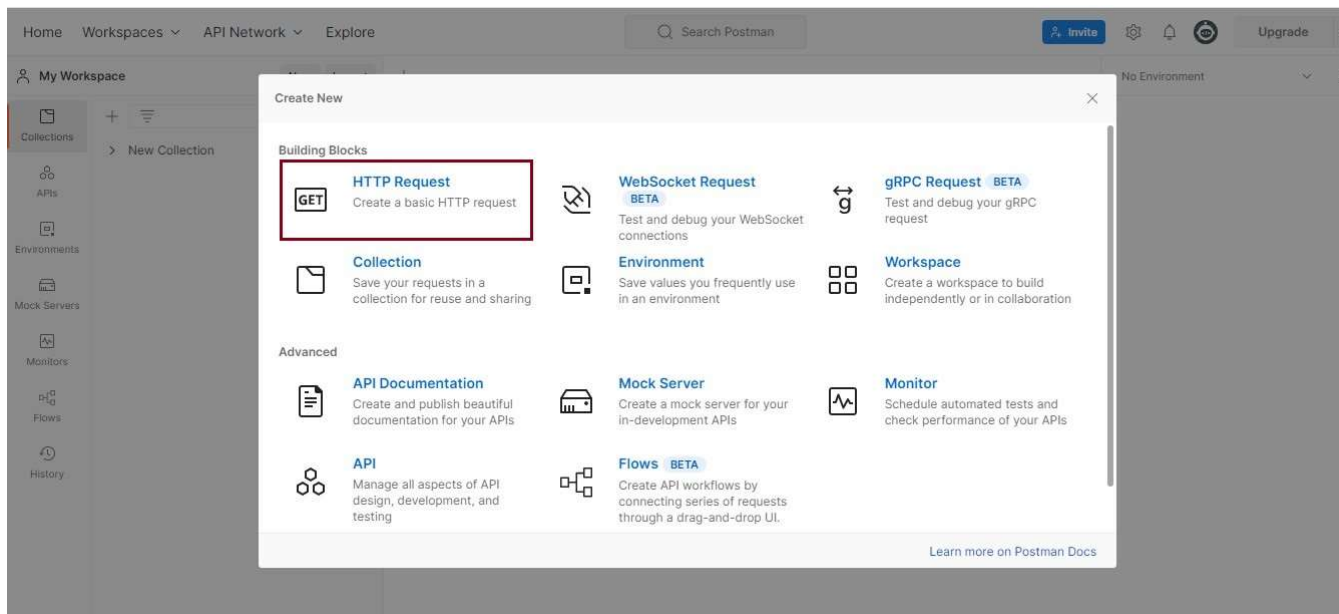 Home Workspaces API Network Explore Search Postman Invite Upgrade
My Workspace
No Environment
Collections
APIs
Environments
Mock Servers
Monitors
Flows
History
New Collection
Create New
Building Blocks
GET
HTTP Request
Create a basic HTTP request
WebSocket Request
BETA
Test and debug your WebSocket
connections
g
gRPC Request BETA
Test and debug your gRPC
request
Collection
Save your requests in a
collection for reuse and sharing
Environment
Save values you frequently use
in an environment
Workspace
Create a workspace to build
independently or in collaboration
Advanced
API Documentation
Create and publish beautiful
documentation for your APIs
Mock Server
Create a mock server for your
in-development APIs
Monitor
Schedule automated tests and
check performance of your APIs
API
Manage all aspects of API
design, development, and
testing
Flows BETA
Create API workflows by
connecting series of requests
through a drag-and-drop UI.
Learn more on Postman Docs